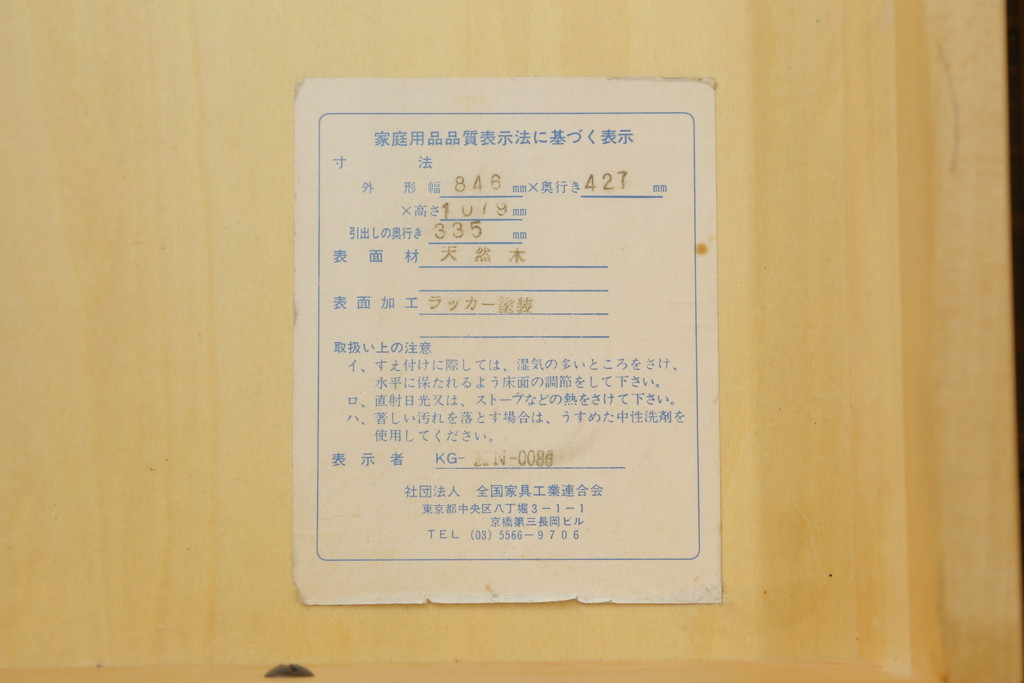 家庭用品品質表示法に基づく表示
寸法
外形幅 846 mm×奥行き 427 mm
×高さ 1079 mm
引出しの奥行き 335 mm
表面材 天然木
表面加工 ラッカー塗装
取扱い上の注意
イ、すえ付けに際しては、湿気の多いところをさけ、
水平に保たれるよう床面の調節をして下さい。
ロ、直射日光又は、ストーブなどの熱をさけて下さい。
ハ、著しい汚れを落とす場合は、うすめた中性洗剤を
使用してください。
表示者 KG-
社団法人 全国家具工業連合会
東京都中央区八丁堀3-1-1
京橋第三長岡ビル
TEL (03) 5566-9706